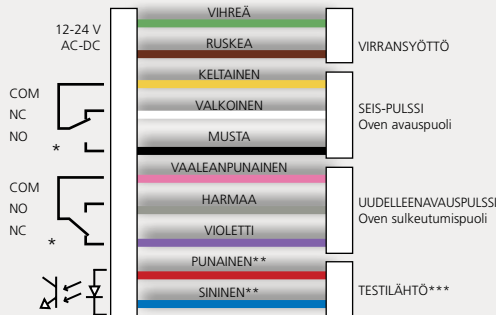 12-24 V
AC-DC
VIHREÄ
RUSKEA
VIRRANSYÖTTÖ
COM
NC
NO
*
KELTAINEN
VALKOINEN
MUSTA
SEIS-PULSSI
Oven avauspuoli
COM
NO
NC
*
VAALEANPUNAINEN
HARMAA
VIOLETTI
UUDELLEENAVAUSPULSSI
Oven sulkeutumispuoli
PUNAINEN**
SININEN**
TESTILÄHTÖ***